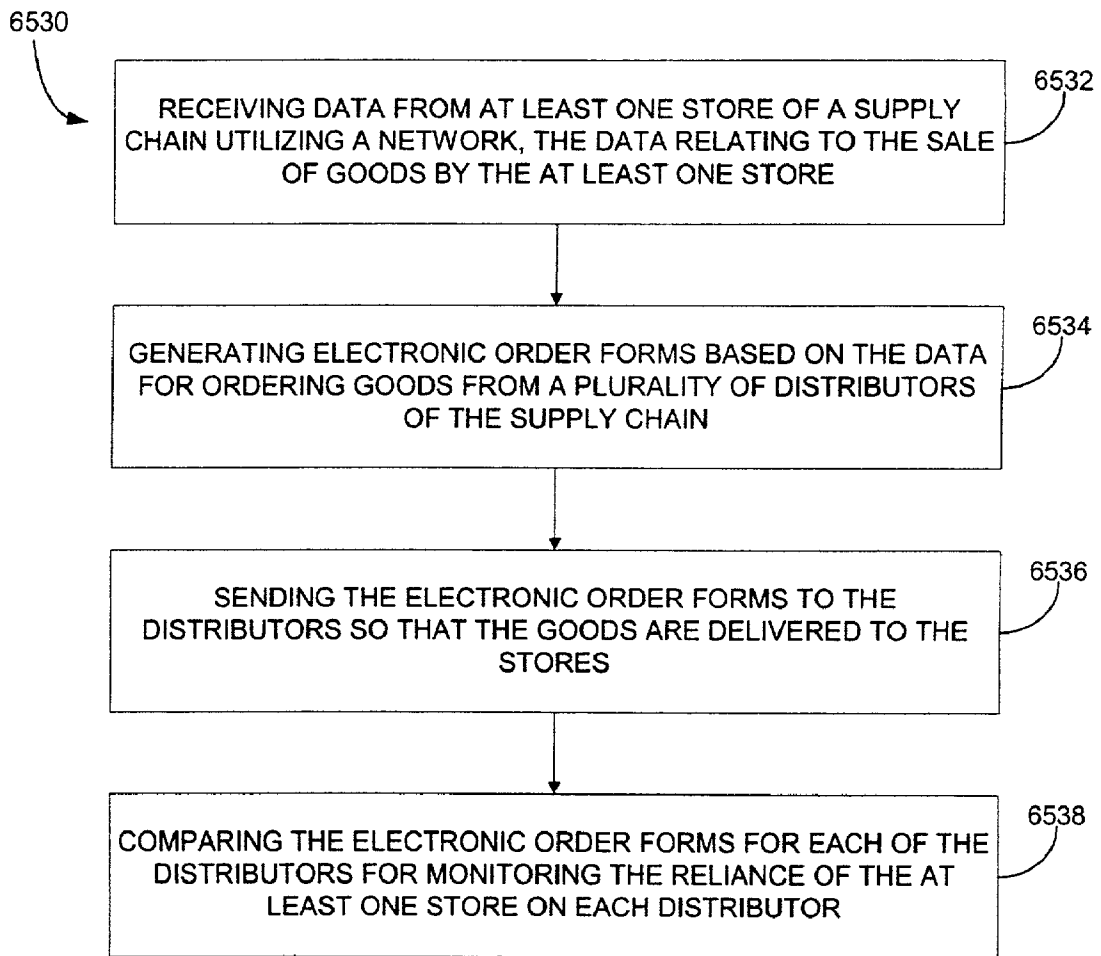 6530
RECEIVING DATA FROM AT LEAST ONE STORE OF A SUPPLY
CHAIN UTILIZING A NETWORK, THE DATA RELATING TO THE SALE
OF GOODS BY THE AT LEAST ONE STORE
6532
GENERATING ELECTRONIC ORDER FORMS BASED ON THE DATA
FOR ORDERING GOODS FROM A PLURALITY OF DISTRIBUTORS
OF THE SUPPLY CHAIN
6534
SENDING THE ELECTRONIC ORDER FORMS TO THE
DISTRIBUTORS SO THAT THE GOODS ARE DELIVERED TO THE
STORES
6536
COMPARING THE ELECTRONIC ORDER FORMS FOR EACH OF THE
DISTRIBUTORS FOR MONITORING THE RELIANCE OF THE AT
LEAST ONE STORE ON EACH DISTRIBUTOR
6538